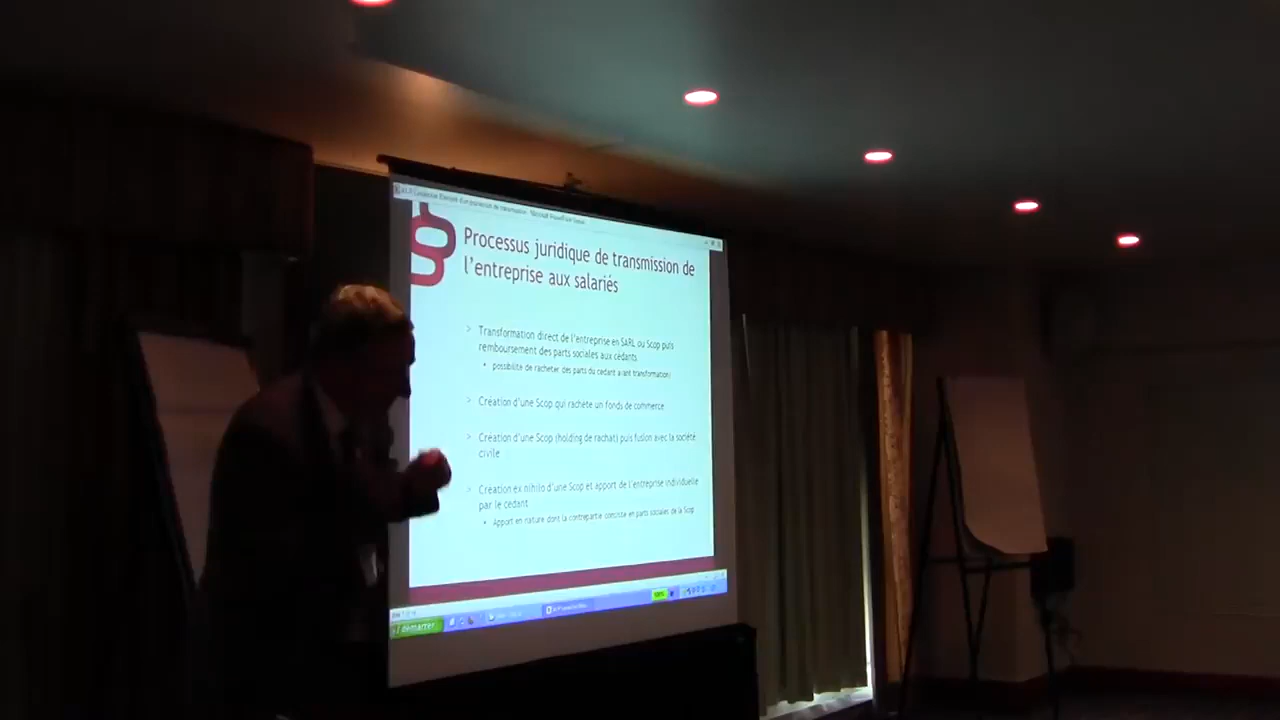 Microsoft PowerPoint
Processus juridique de transmission de
l'entreprise aux salariés
> Transformation direct de l'entreprise en SARL ou Scop puis
remboursement des parts sociales aux cédants
• possibilité de racheter des parts du cédant avant transformation)
> Création d'une Scop qui rachète un fonds de commerce
> Création d'une Scop (holding de rachat) puis fusion avec la société
civile
> Création ex nihilo d'une Scop et apport de l'entreprise individuelle
par le cédant
• Apport en nature dont la contrepartie consiste en parts sociales de la Scop
démarrer